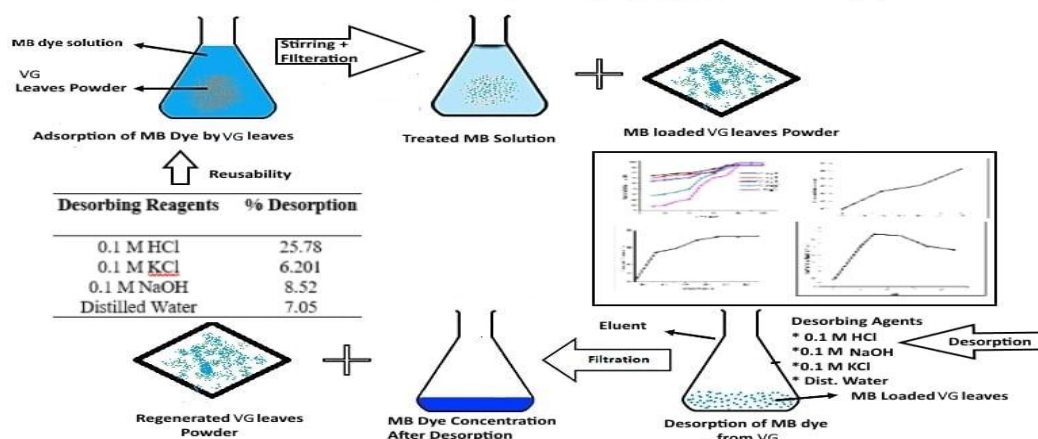 MB dye solution
VG
Leaves Powder
Stirring +
FIlteration
Adsorption of MB Dye by VG leaves
Treated MB Solution
MB loaded VG leaves Powder
Reusability
Desorbing Reagents % Desorption
0.1 M HCl 25.78
0.1 M KCl 6.201
0.1 M NaOH 8.52
Distilled Water 7.05
Eluent
Desorbing Agents
* 0.1 M HCl
*0.1 M NaOH
*0.1 M KCl
* Dist. Water
Desorption
Filtration
MB Loaded VG leaves
Regenerated VG leaves
Powder
MB Dye Concentration
After Desorption
Desorption of MB dye
from VG